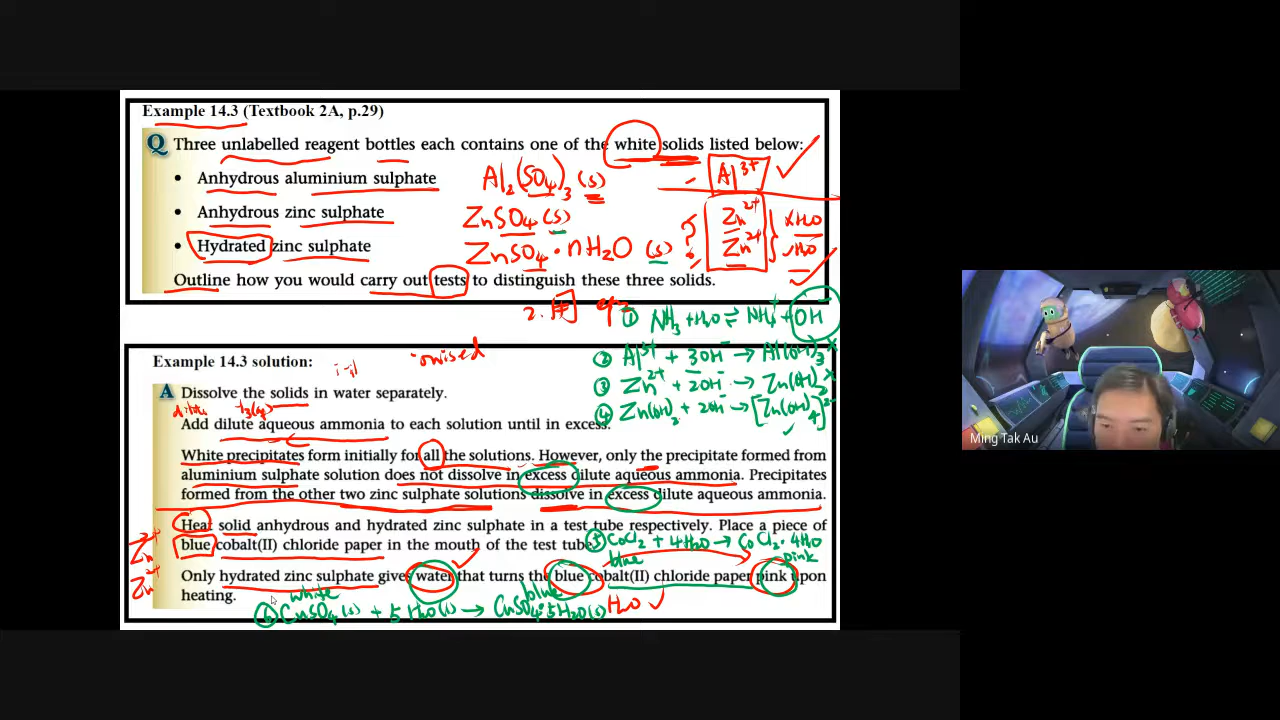 Example 14.3 (Textbook 2A, p.29)
Q Three unlabelled reagent bottles each contains one of the white solids listed below:
• Anhydrous aluminium sulphate Al₂(SO₄)₃(s) Al³⁺
• Anhydrous zinc sulphate ZnSO₄(s) ? Zn²⁺ ×H₂O
• Hydrated zinc sulphate ZnSO₄·nH₂O (s) Zn²⁺ ✓H₂O
Outline how you would carry out tests to distinguish these three solids.
① NH₃ + H₂O ⇌ NH₄⁺ + OH⁻
Example 14.3 solution: ionised
② Al³⁺ + 3OH⁻ → Al(OH)₃ ×
A Dissolve the solids in water separately.
③ Zn²⁺ + 2OH⁻ → Zn(OH)₂ ×
④ Zn(OH)₂ + 2OH⁻ → [Zn(OH)₄]²⁻ ✓
Add dilute aqueous ammonia to each solution until in excess.
White precipitates form initially for all the solutions. However, only the precipitate formed from
aluminium sulphate solution does not dissolve in excess dilute aqueous ammonia. Precipitates
formed from the other two zinc sulphate solutions dissolve in excess dilute aqueous ammonia.
Heat solid anhydrous and hydrated zinc sulphate in a test tube respectively. Place a piece of
Zn²⁺ blue cobalt(II) chloride paper in the mouth of the test tube.
⑤ CoCl₂ + 4H₂O → CoCl₂·4H₂O
blue pink
Zn²⁺ Only hydrated zinc sulphate gives water that turns the blue cobalt(II) chloride paper pink upon
heating.
white blue
⑥ CuSO₄(s) + 5H₂O(l) → CuSO₄·5H₂O(s) H₂O ✓
Ming Tak Au